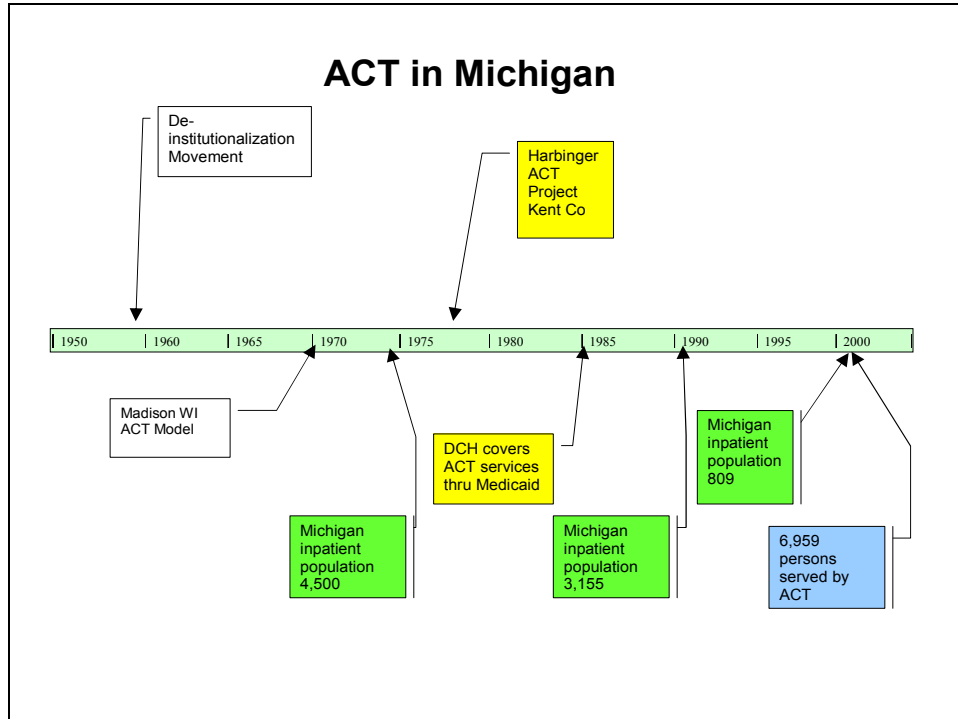 ACT in Michigan
De-
institutionalization
Movement
Harbinger
ACT
Project
Kent Co
1950 1960 1965 1970 1975 1980 1985 1990 1995 2000
Madison WI
ACT Model
DCH covers
ACT services
thru Medicaid
Michigan
inpatient
population
809
Michigan
inpatient
population
4,500
Michigan
inpatient
population
3,155
6,959
persons
served by
ACT